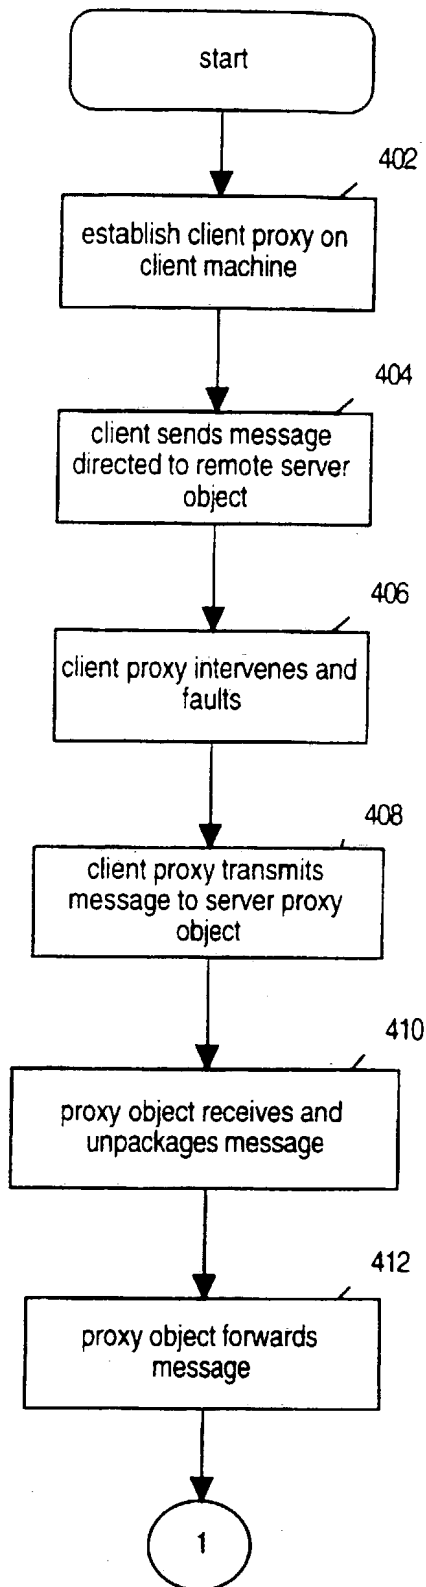 start
402
establish client proxy on
client machine
404
client sends message
directed to remote server
object
406
client proxy intervenes and
faults
408
client proxy transmits
message to server proxy
object
410
proxy object receives and
unpackages message
412
proxy object forwards
message
1